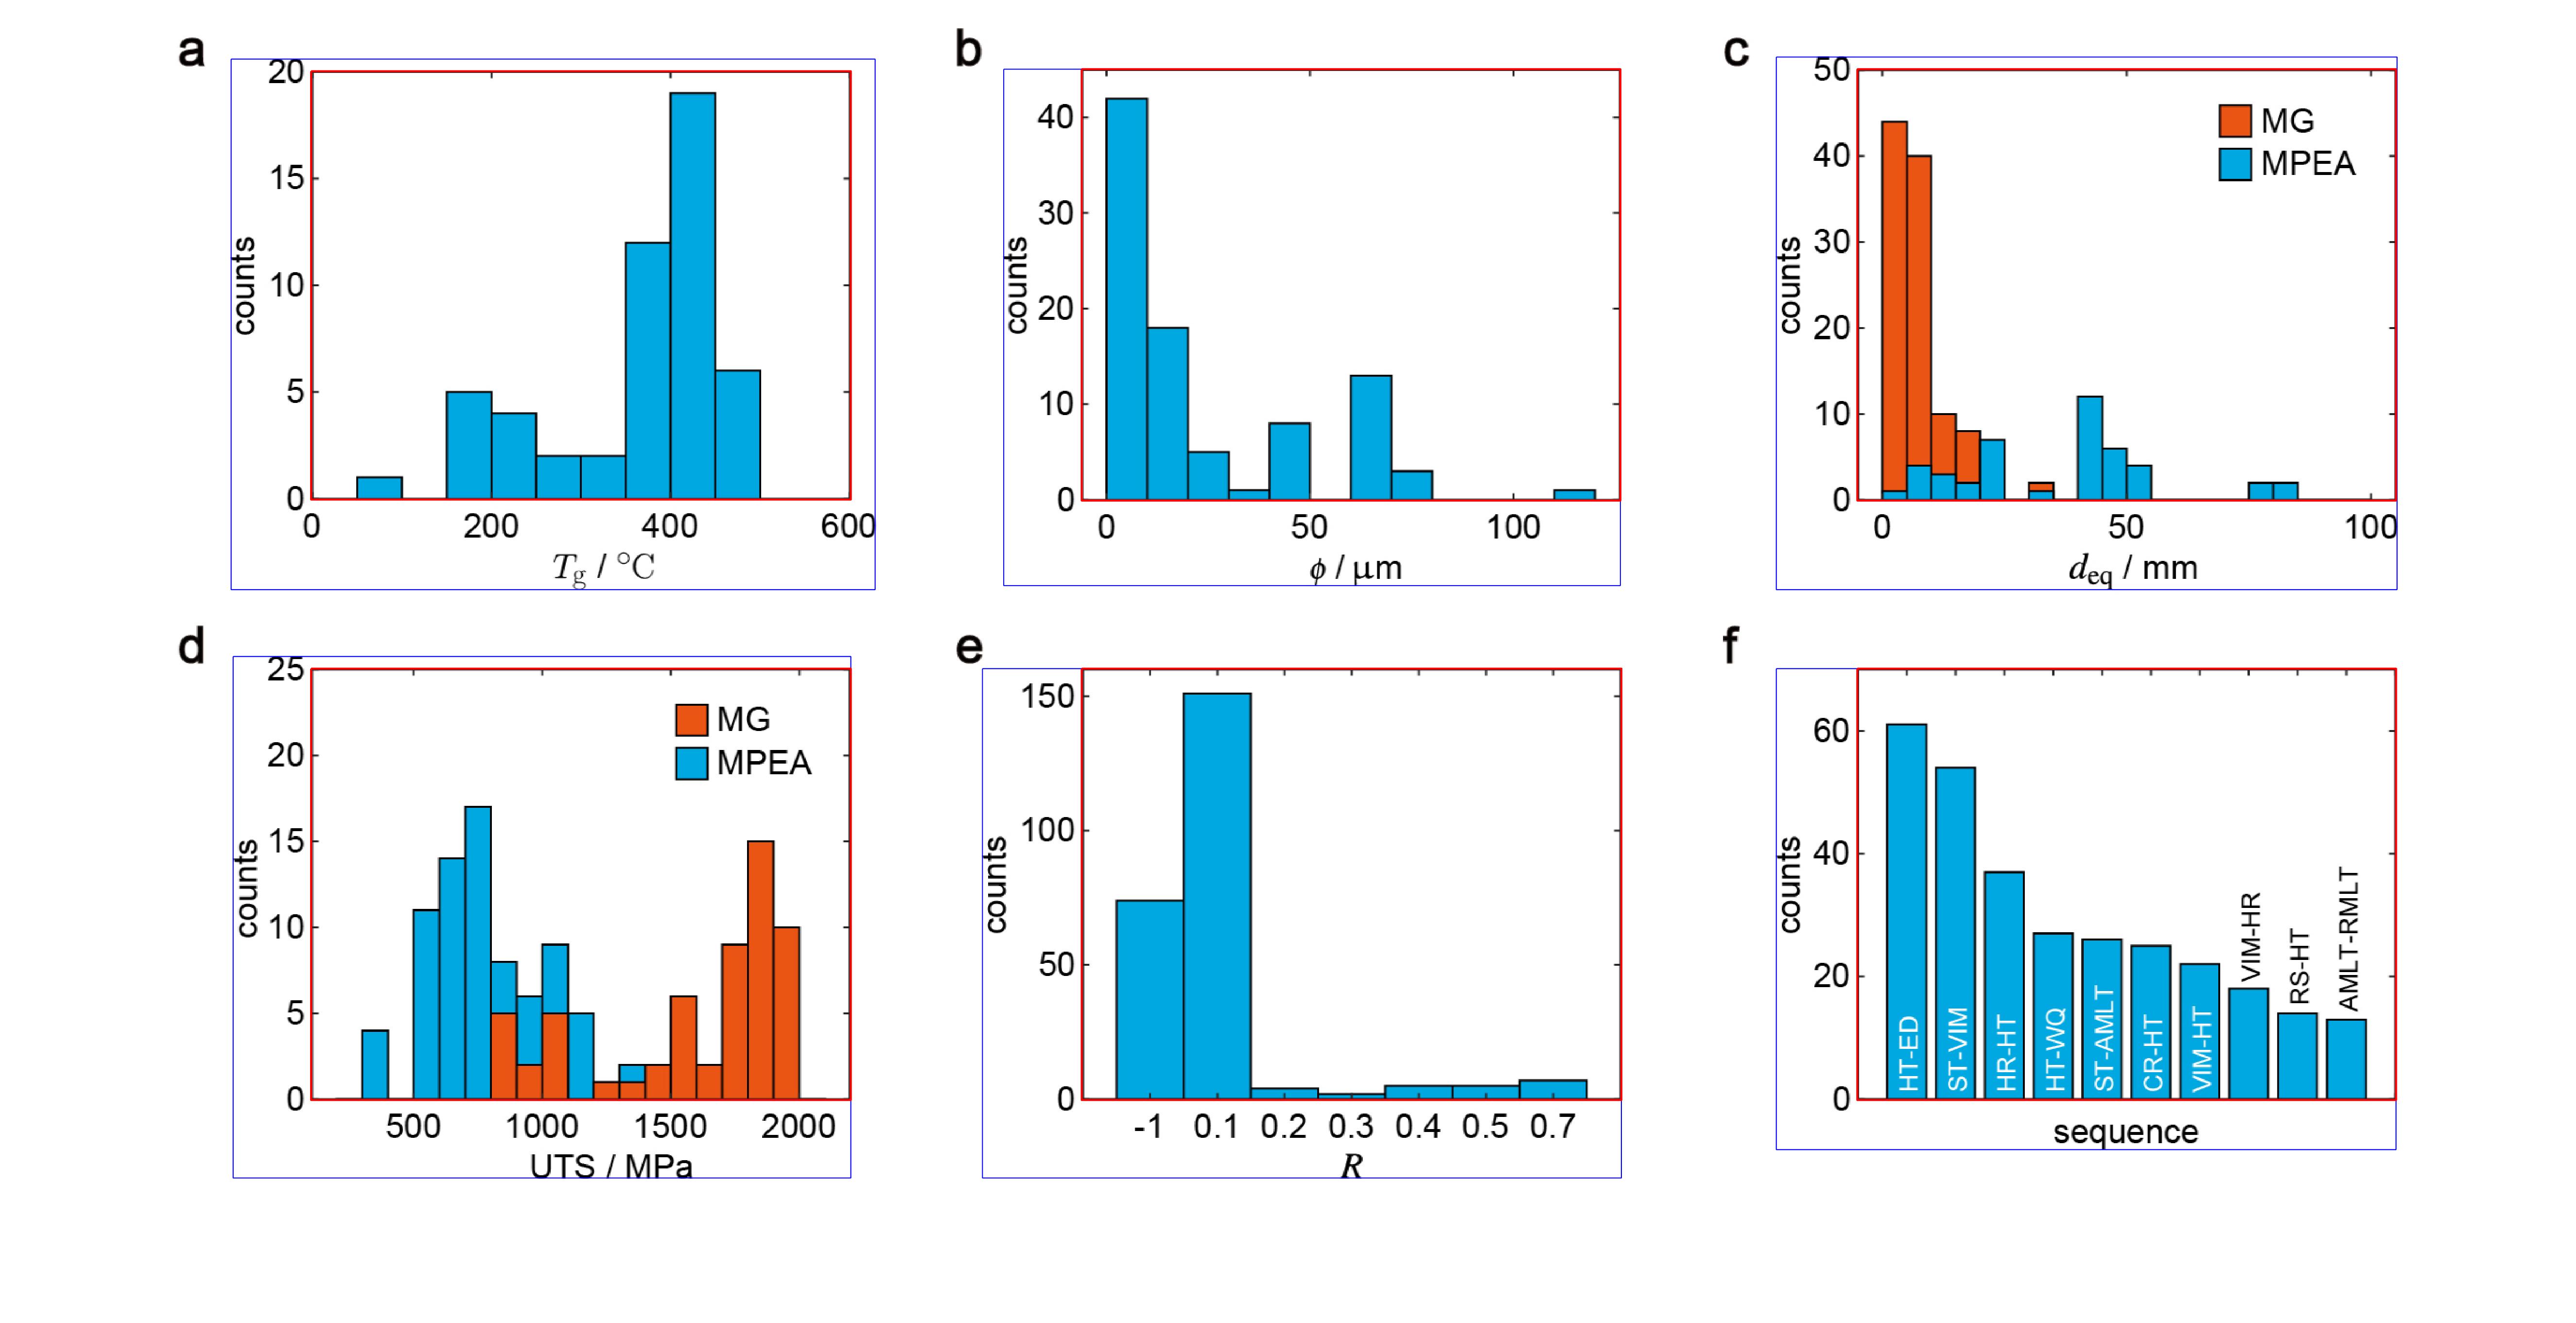 a
20
15
10
5
0
0 200 400 600
counts
Tg / °C
b
40
30
20
10
0
0 50 100
counts
ϕ / μm
c
50
40
30
20
10
0
0 50 100
counts
deq / mm
MG
MPEA
d
25
20
15
10
5
0
500 1000 1500 2000
counts
UTS / MPa
MG
MPEA
e
150
100
50
0
-1 0.1 0.2 0.3 0.4 0.5 0.7
counts
R
f
60
40
20
0
counts
HT-ED
ST-VIM
HR-HT
HT-WQ
ST-AMLT
CR-HT
VIM-HT
VIM-HR
RS-HT
AMLT-RMLT
sequence